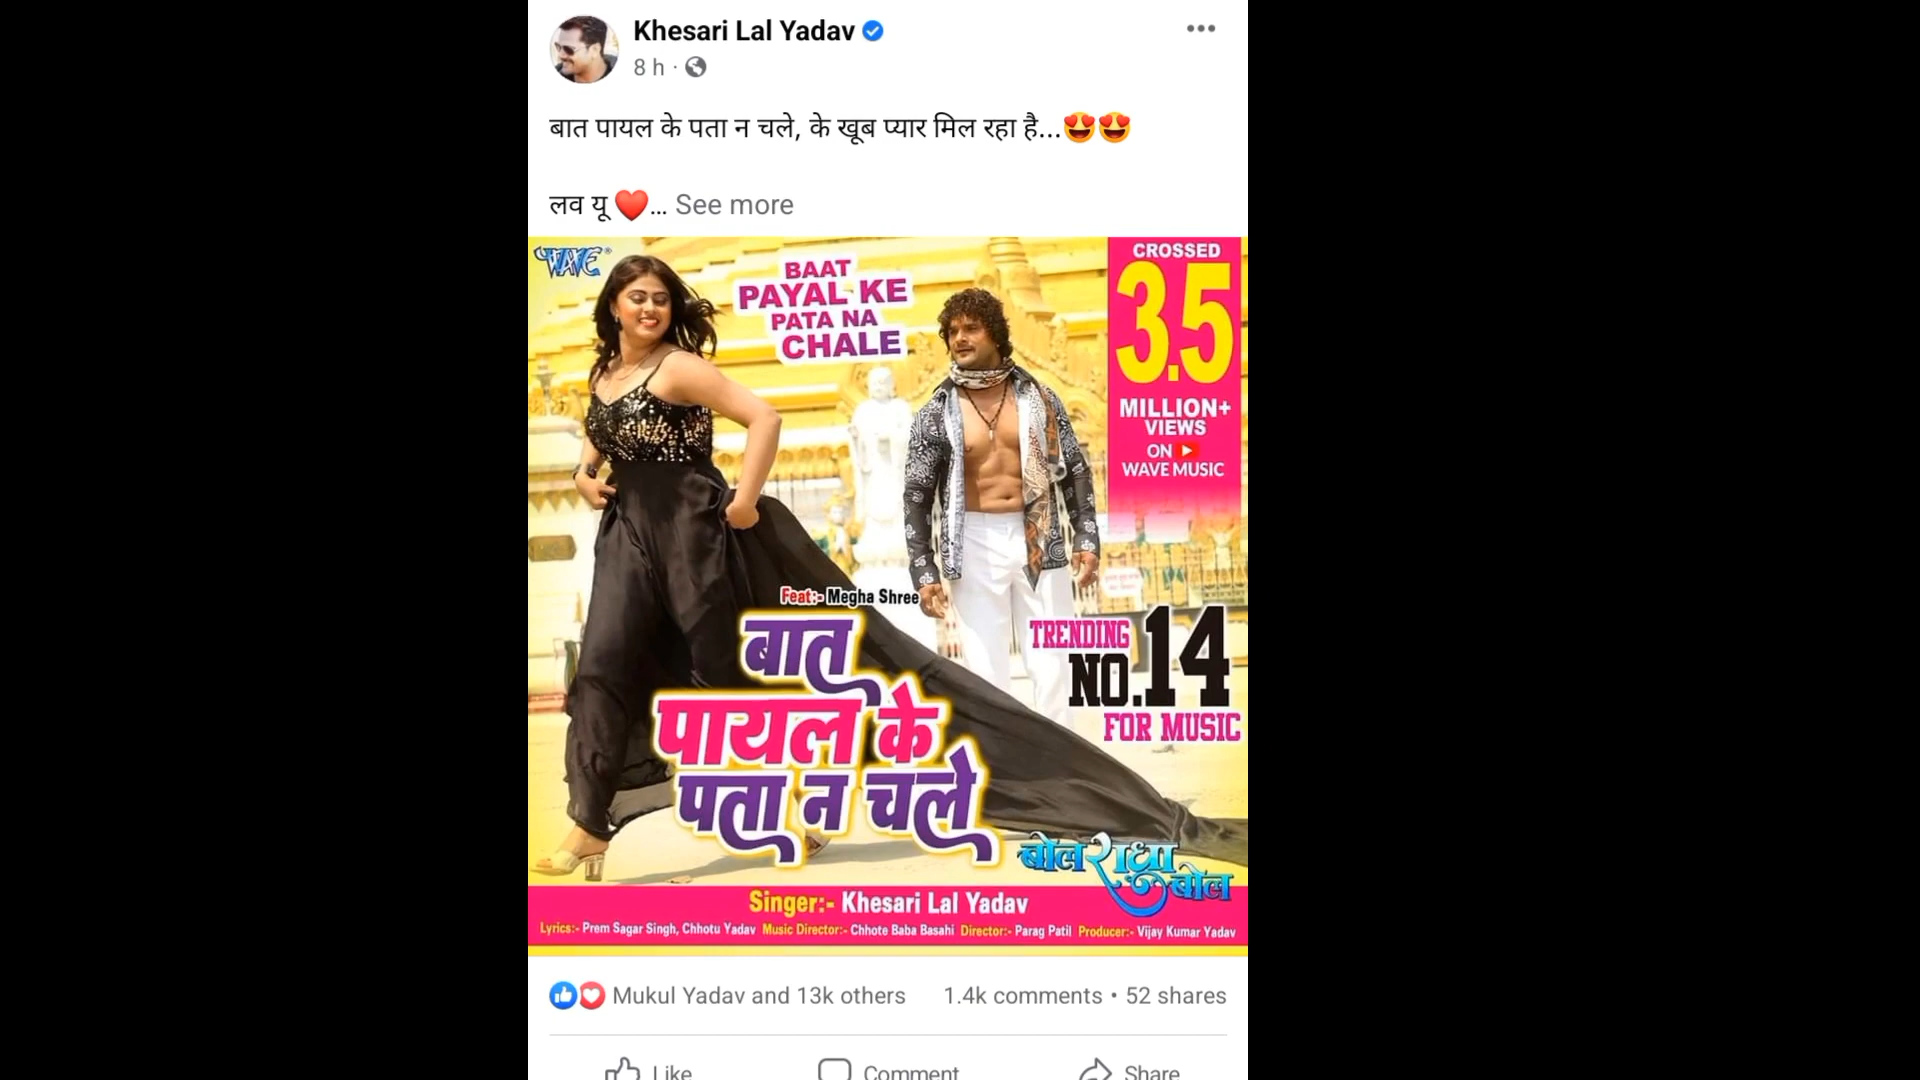 Khesari Lal Yadav
8 h ·
बात पायल के पता न चले, के खूब प्यार मिल रहा है...😍😍
लव यू ❤️... See more
WAVE
BAAT
PAYAL KE
PATA NA
CHALE
CROSSED
3.5
MILLION+
VIEWS
ON
WAVE MUSIC
Feat:- Megha Shree
बात
पायल के
पता न चले
TRENDING
NO.14
FOR MUSIC
बोल राधा
बोल
Singer:- Khesari Lal Yadav
Lyrics:- Prem Sagar Singh, Chhotu Yadav Music Director:- Chhote Baba Basahi Director:- Parag Patil Producer:- Vijay Kumar Yadav
Mukul Yadav and 13k others 1.4k comments • 52 shares
Like Comment Share